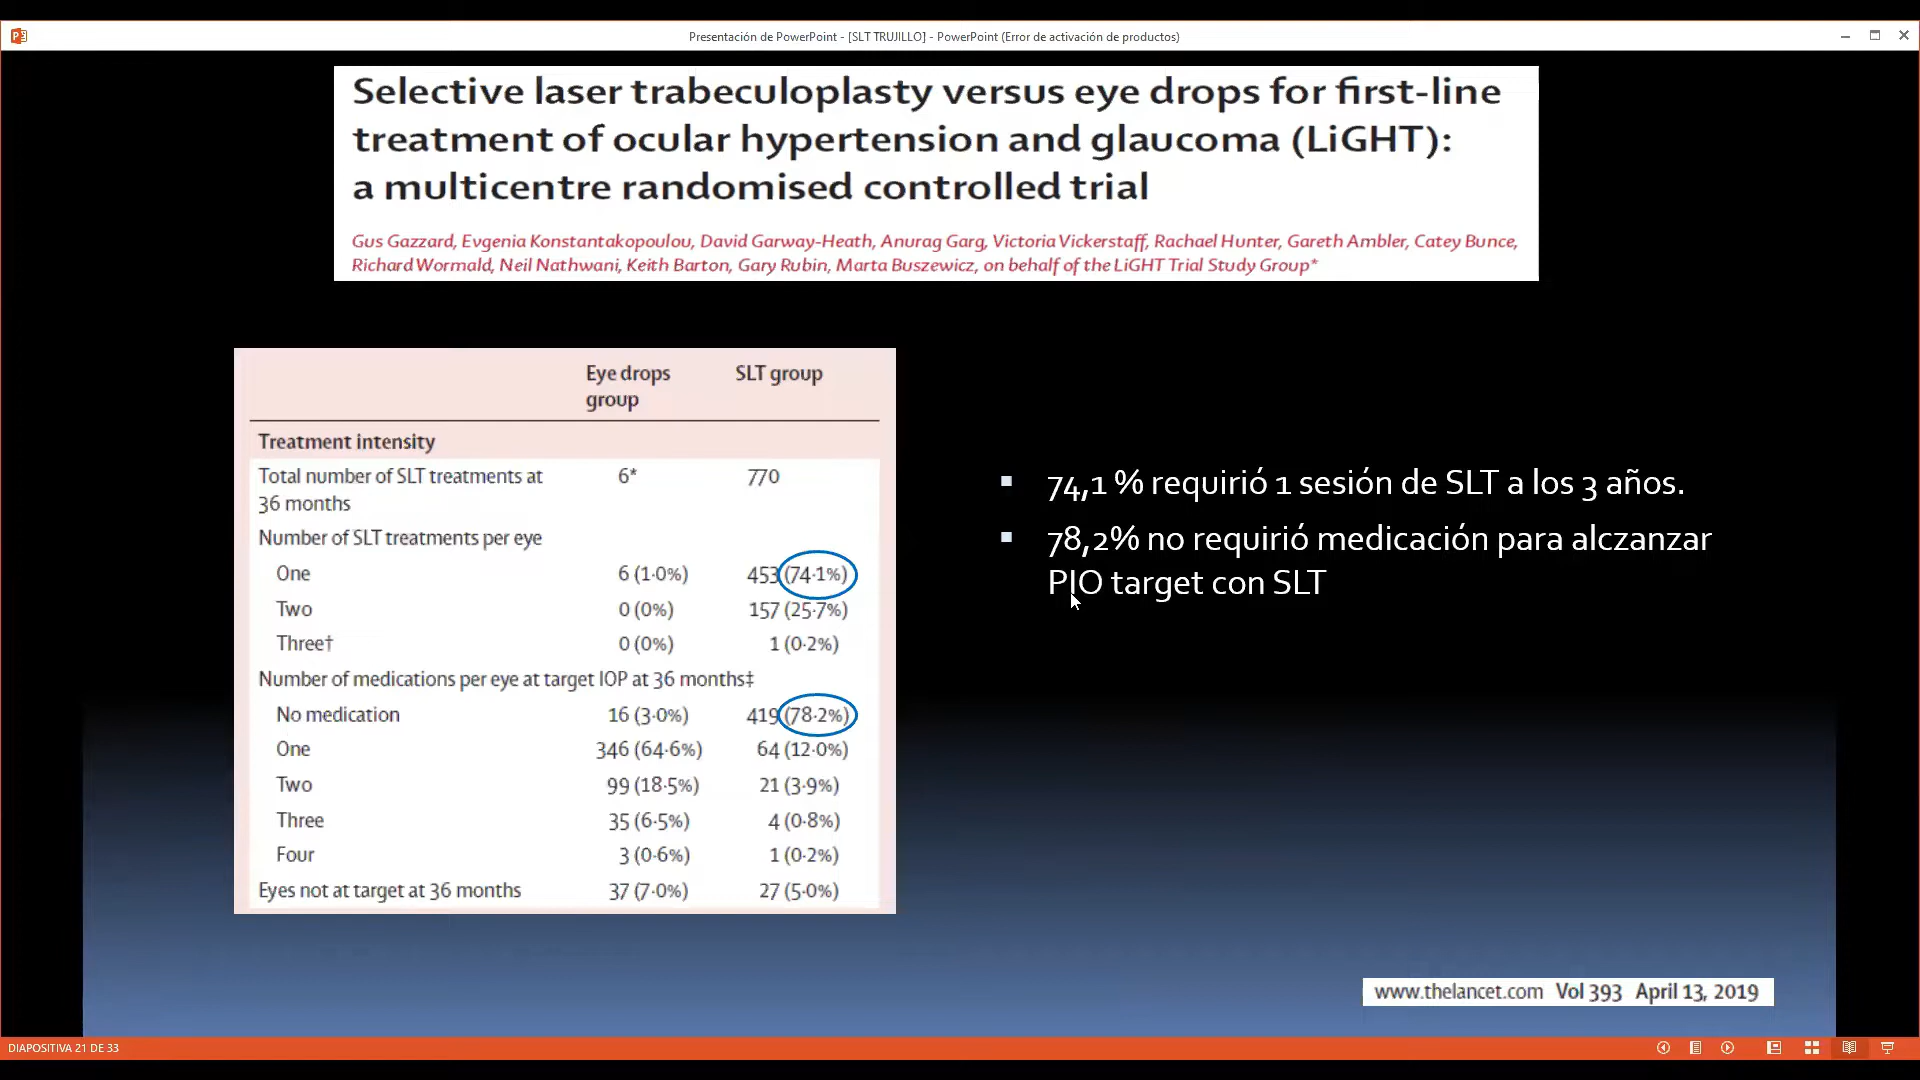 Presentación de PowerPoint - [SLT TRUJILLO] - PowerPoint (Error de activación de productos)
Selective laser trabeculoplasty versus eye drops for first-line
treatment of ocular hypertension and glaucoma (LiGHT):
a multicentre randomised controlled trial
Gus Gazzard, Evgenia Konstantakopoulou, David Garway-Heath, Anurag Garg, Victoria Vickerstaff, Rachael Hunter, Gareth Ambler, Catey Bunce,
Richard Wormald, Neil Nathwani, Keith Barton, Gary Rubin, Marta Buszewicz, on behalf of the LiGHT Trial Study Group*
Eye drops SLT group
group
Treatment intensity
Total number of SLT treatments at 6* 770
36 months
Number of SLT treatments per eye
One 6 (1·0%) 453 (74·1%)
Two 0 (0%) 157 (25·7%)
Three† 0 (0%) 1 (0·2%)
Number of medications per eye at target IOP at 36 months‡
No medication 16 (3·0%) 419 (78·2%)
One 346 (64·6%) 64 (12·0%)
Two 99 (18·5%) 21 (3·9%)
Three 35 (6·5%) 4 (0·8%)
Four 3 (0·6%) 1 (0·2%)
Eyes not at target at 36 months 37 (7·0%) 27 (5·0%)
▪ 74,1 % requirió 1 sesión de SLT a los 3 años.
▪ 78,2% no requirió medicación para alczanzar
PIO target con SLT
www.thelancet.com Vol 393 April 13, 2019
DIAPOSITIVA 21 DE 33